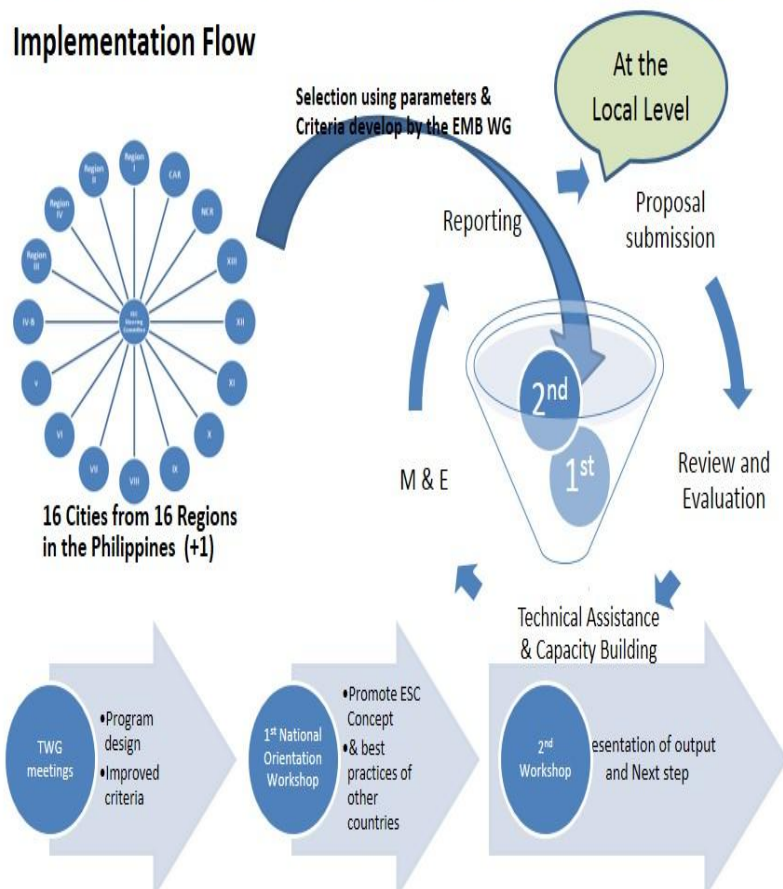 Implementation Flow
Selection using parameters &
Criteria develop by the EMB WG
At the
Local Level
Region
I
CAR
NCR
XIII
XII
XI
X
IX
VIII
VII
VI
V
IV-B
Region
III
Region
IV
Region
II
ESC
Steering
Committee
16 Cities from 16 Regions
in the Philippines (+1)
Reporting
Proposal
submission
2nd
1st
M & E
Review and
Evaluation
Technical Assistance
& Capacity Building
TWG
meetings
•Program
design
•Improved
criteria
1st National
Orientation
Workshop
•Promote ESC
Concept
•& best
practices of
other
countries
2nd
Workshop
esentation of output
and Next step